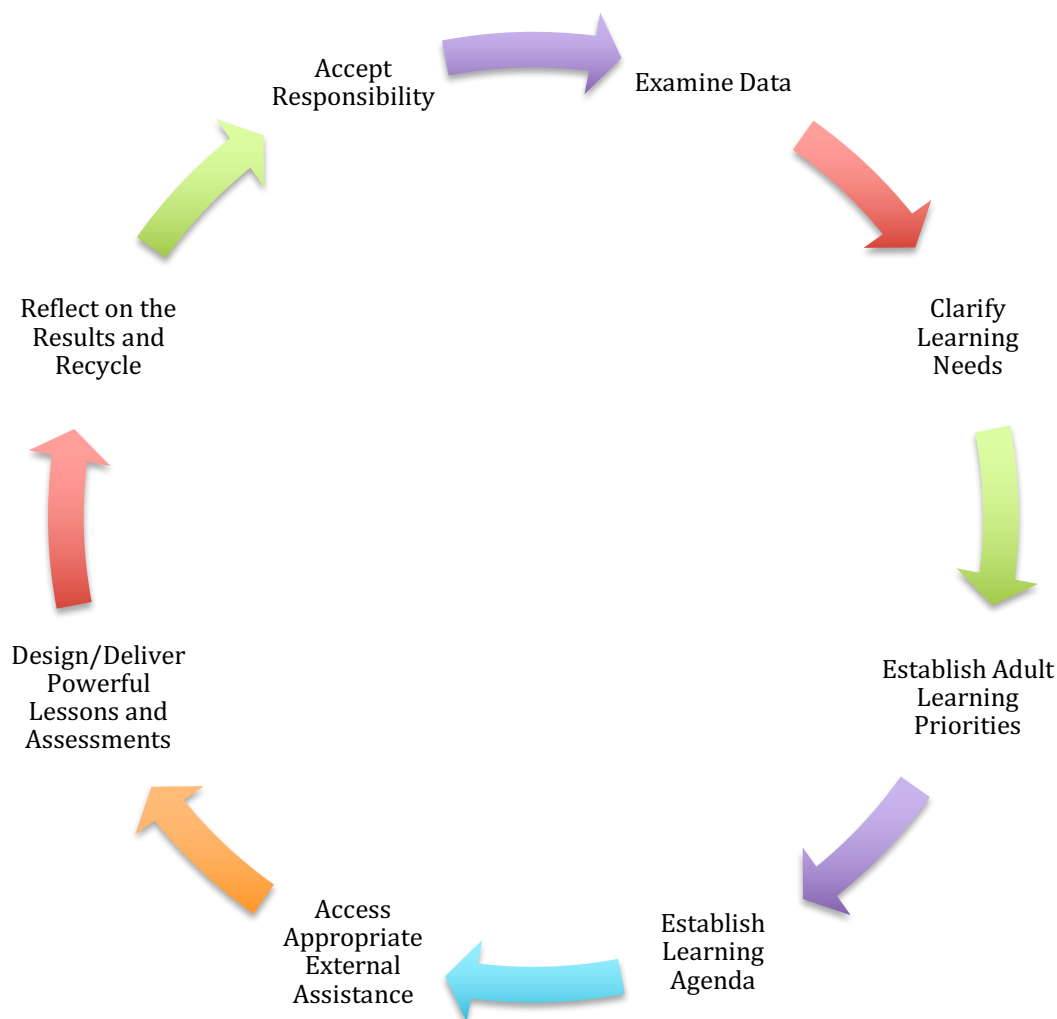 Accept
Responsibility
Examine Data
Clarify
Learning
Needs
Establish Adult
Learning
Priorities
Establish
Learning
Agenda
Access
Appropriate
External
Assistance
Design/Deliver
Powerful
Lessons and
Assessments
Reflect on the
Results and
Recycle